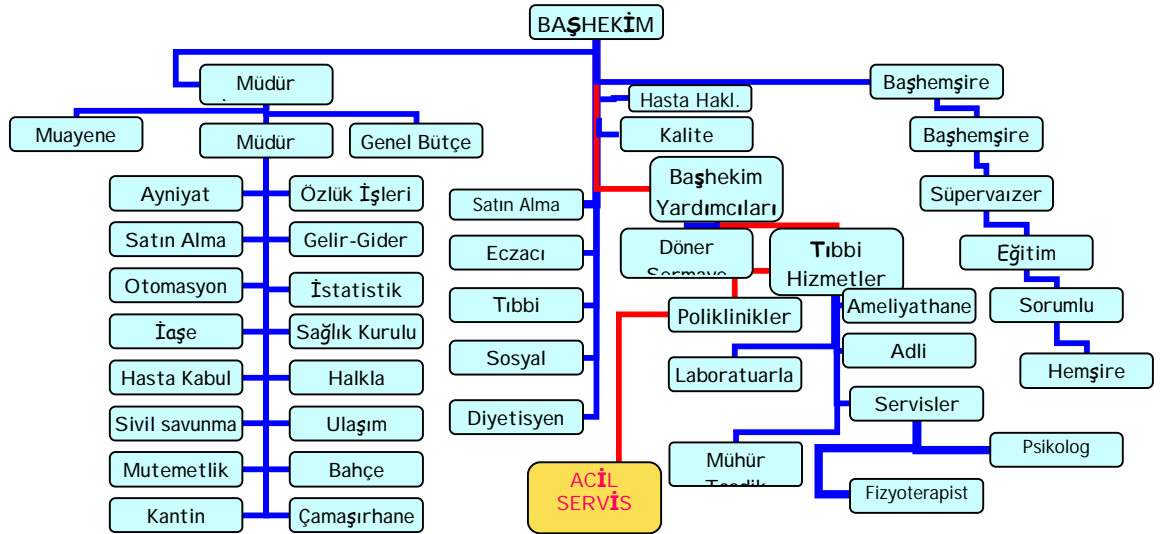 BAŞHEKİM
Müdür
Başhemşire
Hasta Hakl.
Kalite
Muayene
Müdür
Genel Bütçe
Başhemşire
Başhekim
Yardımcıları
Ayniyat
Özlük İşleri
Satın Alma
Süpervaızer
Satın Alma
Gelir-Gider
Eczacı
Döner
Sermaye
Tıbbi
Hizmetler
Eğitim
Otomasyon
İstatistik
Tıbbi
Poliklinikler
Ameliyathane
Sorumlu
İaşe
Sağlık Kurulu
Sosyal
Adli
Hasta Kabul
Halkla
Laboratuarla
Hemşire
Sivil savunma
Ulaşım
Diyetisyen
Servisler
Mutemetlik
Bahçe
Mühür
Tasdik
Psikolog
ACİL
SERVİS
Fizyoterapist
Kantin
Çamaşırhane